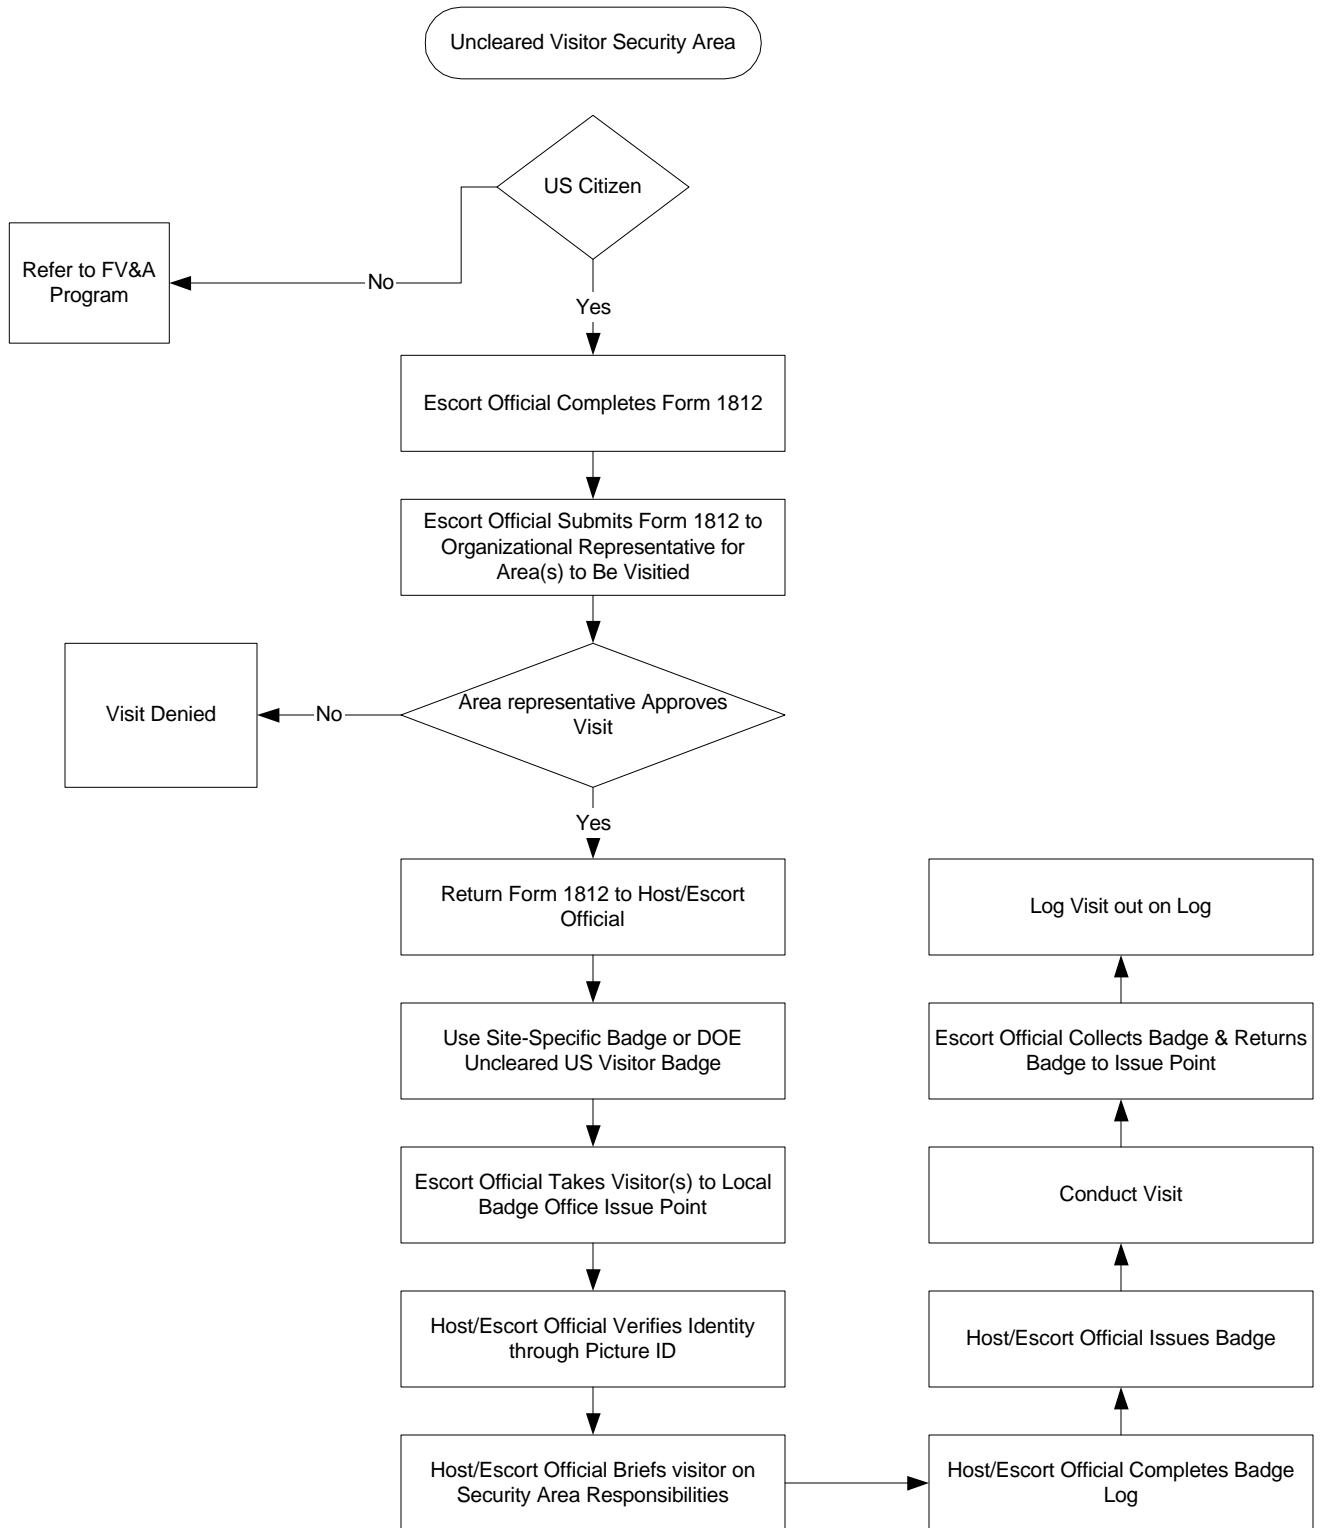 Uncleared Visitor Security Area
US Citizen
Refer to FV&A
Program
No
Yes
Escort Official Completes Form 1812
Escort Official Submits Form 1812 to
Organizational Representative for
Area(s) to Be Visitied
Area representative Approves
Visit
No
Visit Denied
Yes
Return Form 1812 to Host/Escort
Official
Use Site-Specific Badge or DOE
Uncleared US Visitor Badge
Escort Official Takes Visitor(s) to Local
Badge Office Issue Point
Host/Escort Official Verifies Identity
through Picture ID
Host/Escort Official Briefs visitor on
Security Area Responsibilities
Host/Escort Official Completes Badge
Log
Host/Escort Official Issues Badge
Conduct Visit
Escort Official Collects Badge & Returns
Badge to Issue Point
Log Visit out on Log